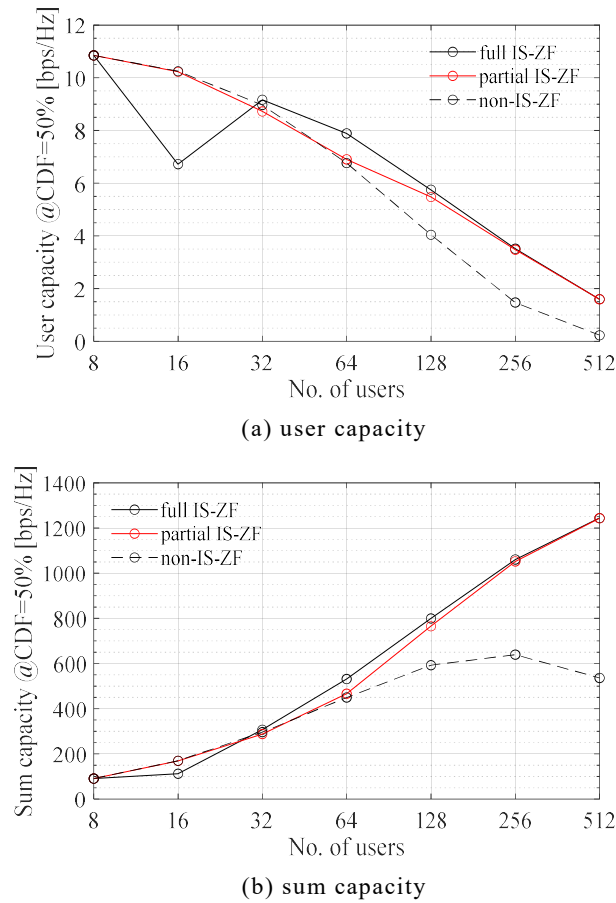 12
10
8
6
4
2
0
User capacity @CDF=50% [bps/Hz]
full IS-ZF
partial IS-ZF
non-IS-ZF
8 16 32 64 128 256 512
No. of users
(a) user capacity
1400
1200
1000
800
600
400
200
0
Sum capacity @CDF=50% [bps/Hz]
full IS-ZF
partial IS-ZF
non-IS-ZF
8 16 32 64 128 256 512
No. of users
(b) sum capacity